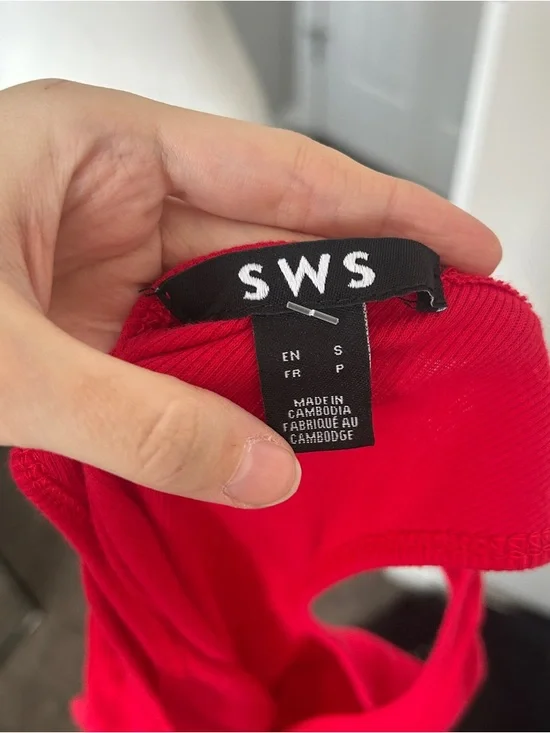 SWS
EN S
FR P
MADE IN
CAMBODIA
FABRIQUÉ AU
CAMBODGE